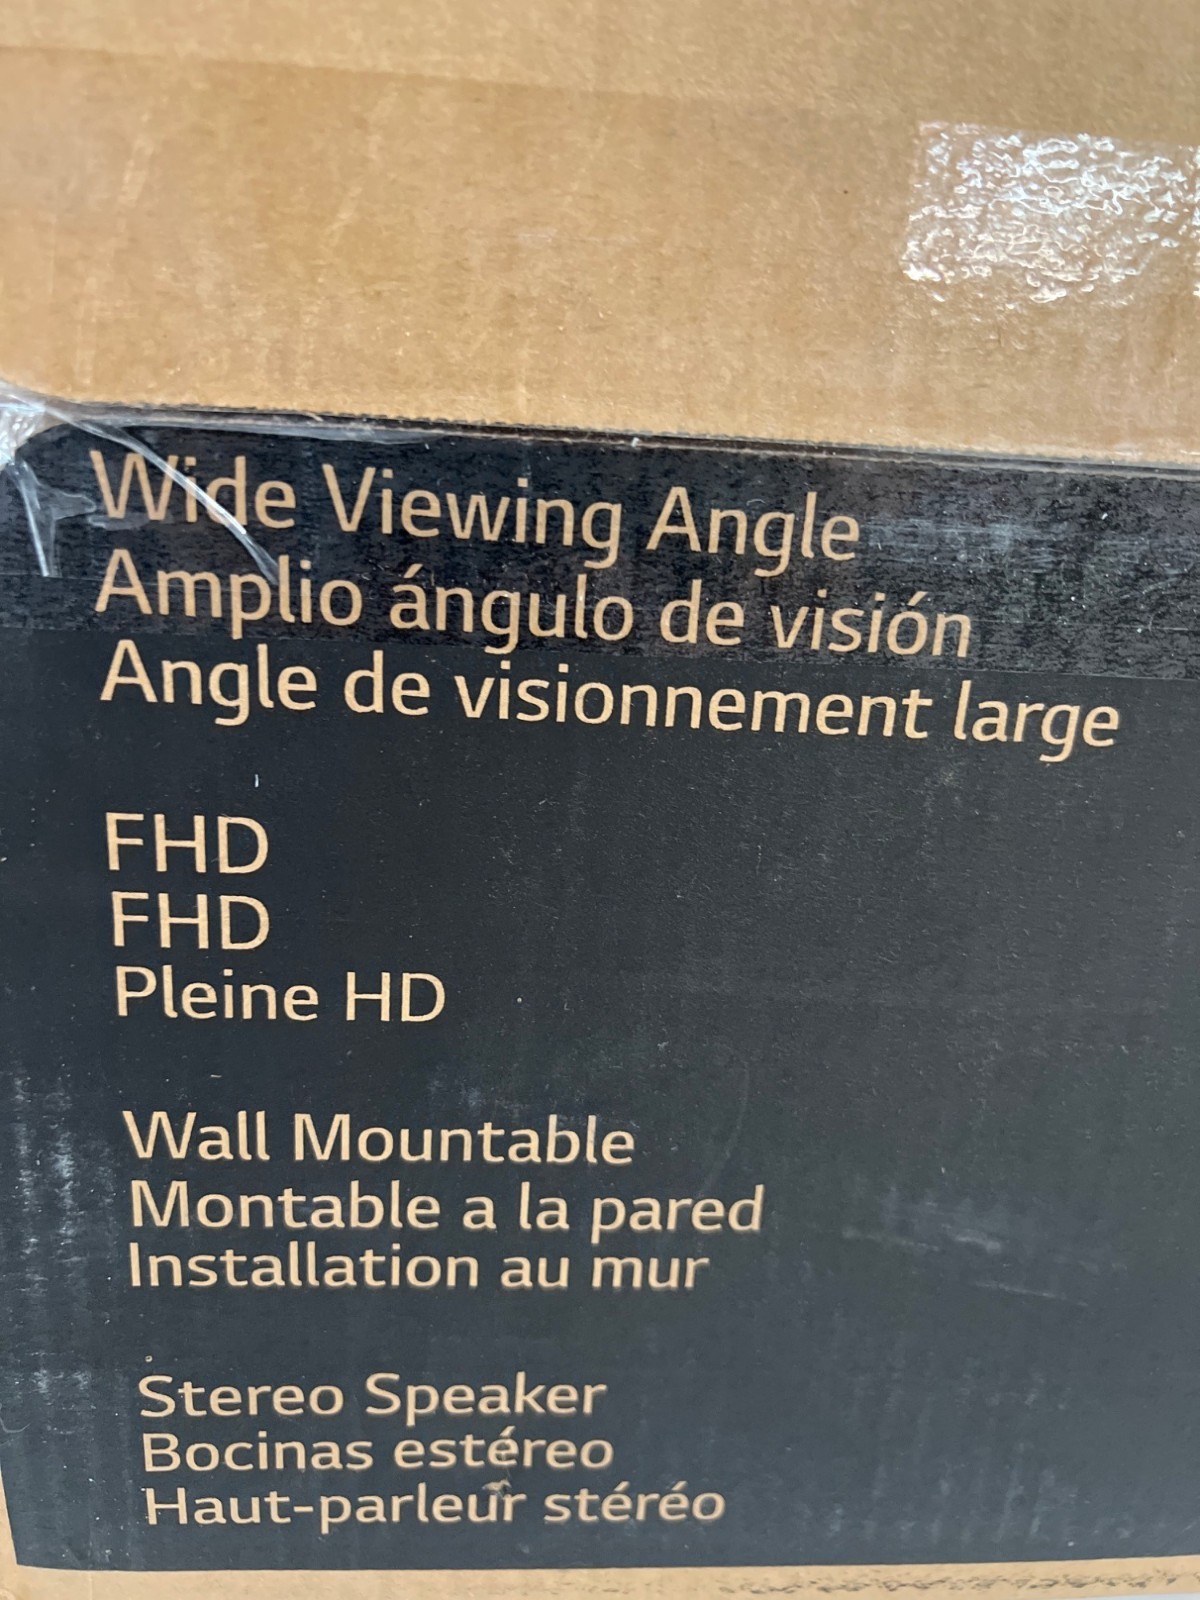 Wide Viewing Angle
Amplio ángulo de visión
Angle de visionnement large
FHD
FHD
Pleine HD
Wall Mountable
Montable a la pared
Installation au mur
Stereo Speaker
Bocinas estéreo
Haut-parleur stéréo